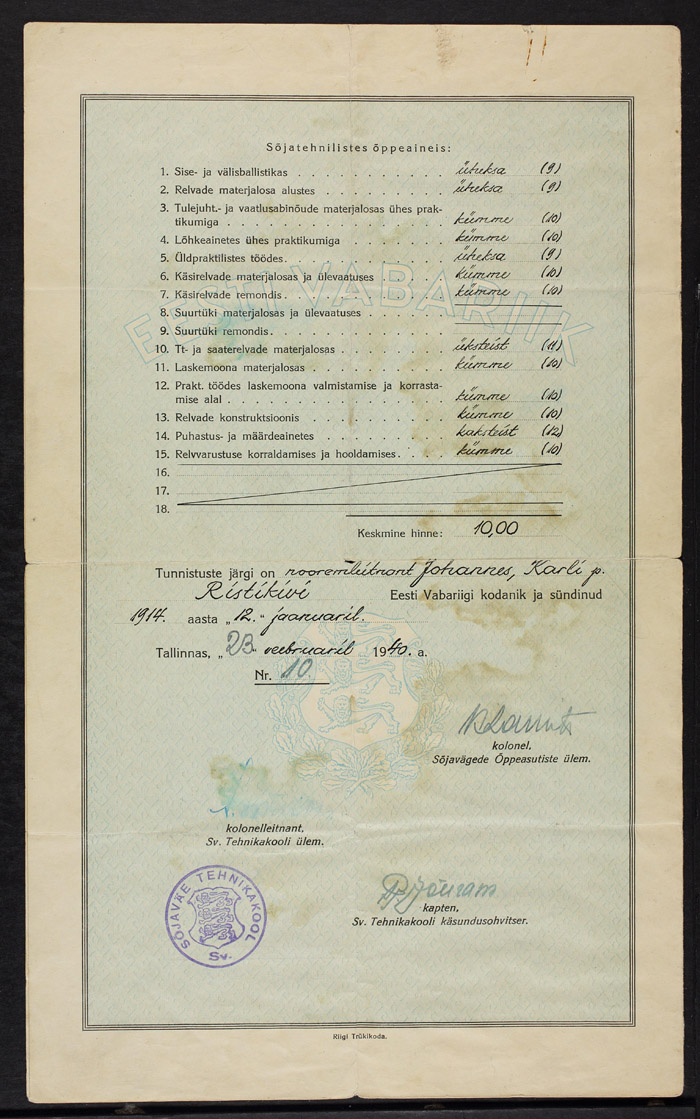 Sõjatehnilistes õppeaineis:
1. Sise- ja välisballistikas . . . . . . . . . . üheksa (9)
2. Relvade materjalosa alustes . . . . . . . . üheksa (9)
3. Tulejuht.- ja vaatlusabinõude materjalosas ühes prak-
tikumiga . . . . . . . . . . . . . . . kümme (10)
4. Lõhkeainetes ühes praktikumiga . . . . . . . kümme (10)
5. Üldpraktilistes töödes. . . . . . . . . . . üheksa (9)
6. Käsirelvade materjalosas ja ülevaatuses . . . . . kümme (10)
7. Käsirelvade remondis. . . . . . . . . . . kümme (10)
8. Suurtüki materjalosas ja ülevaatuses . . . . . .
9. Suurtüki remondis. . . . . . . . . . . . .
10. Tt- ja saaterelvade materjalosas . . . . . . . üksteist (11)
11. Laskemoona materjalosas . . . . . . . . . kümme (10)
12. Prakt. töödes laskemoona valmistamise ja korrasta-
mise alal . . . . . . . . . . . . . . kümme (10)
13. Relvade konstruktsioonis . . . . . . . . . kümme (10)
14. Puhastus- ja määrdeainetes . . . . . . . . kaksteist (12)
15. Relvvarustuse korraldamises ja hooldamises. . . . kümme (10)
16.
17.
18.
Keskmine hinne: 10,00
EESTI VABARIIK
Tunnistuste järgi on nooremleitnant Johannes, Karli p.
Ristikivi Eesti Vabariigi kodanik ja sündinud
1914. aasta „12." jaanuaril.
Tallinnas, „23" veebruaril 1940. a.
Nr. 10.
kolonel,
Sõjavägede Õppeasutiste ülem.
kolonelleitnant,
Sv. Tehnikakooli ülem.
SÕJAVÄE TEHNIKAKOOL
Sv.
kapten,
Sv. Tehnikakooli käsundusohvitser.
Riigi Trükikoda.